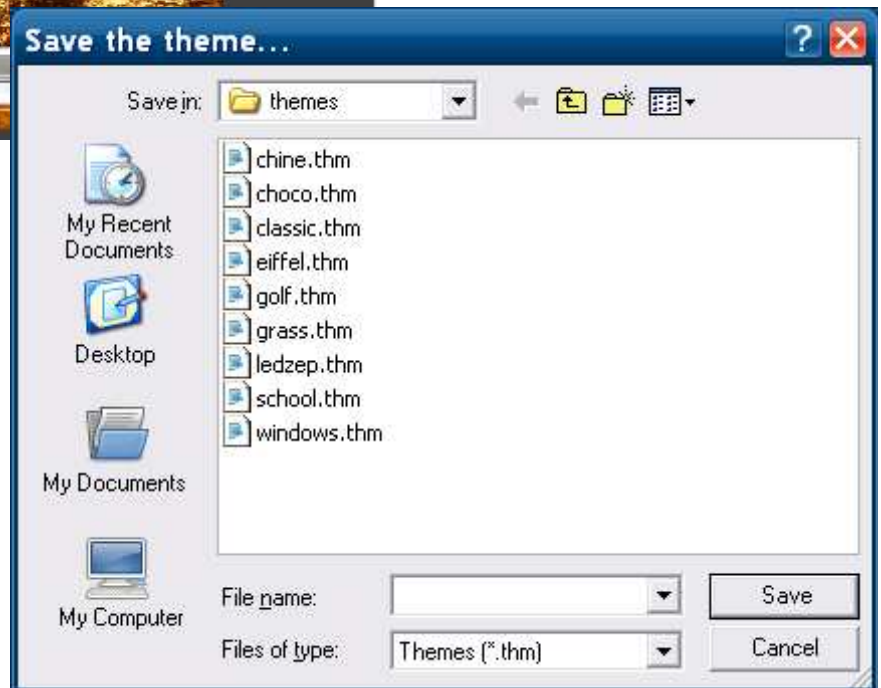 Save the theme...
Save in: themes
My Recent
Documents
Desktop
My Documents
My Computer
chine.thm
choco.thm
classic.thm
eiffel.thm
golf.thm
grass.thm
ledzep.thm
school.thm
windows.thm
File name: Save
Files of type: Themes (*.thm) Cancel